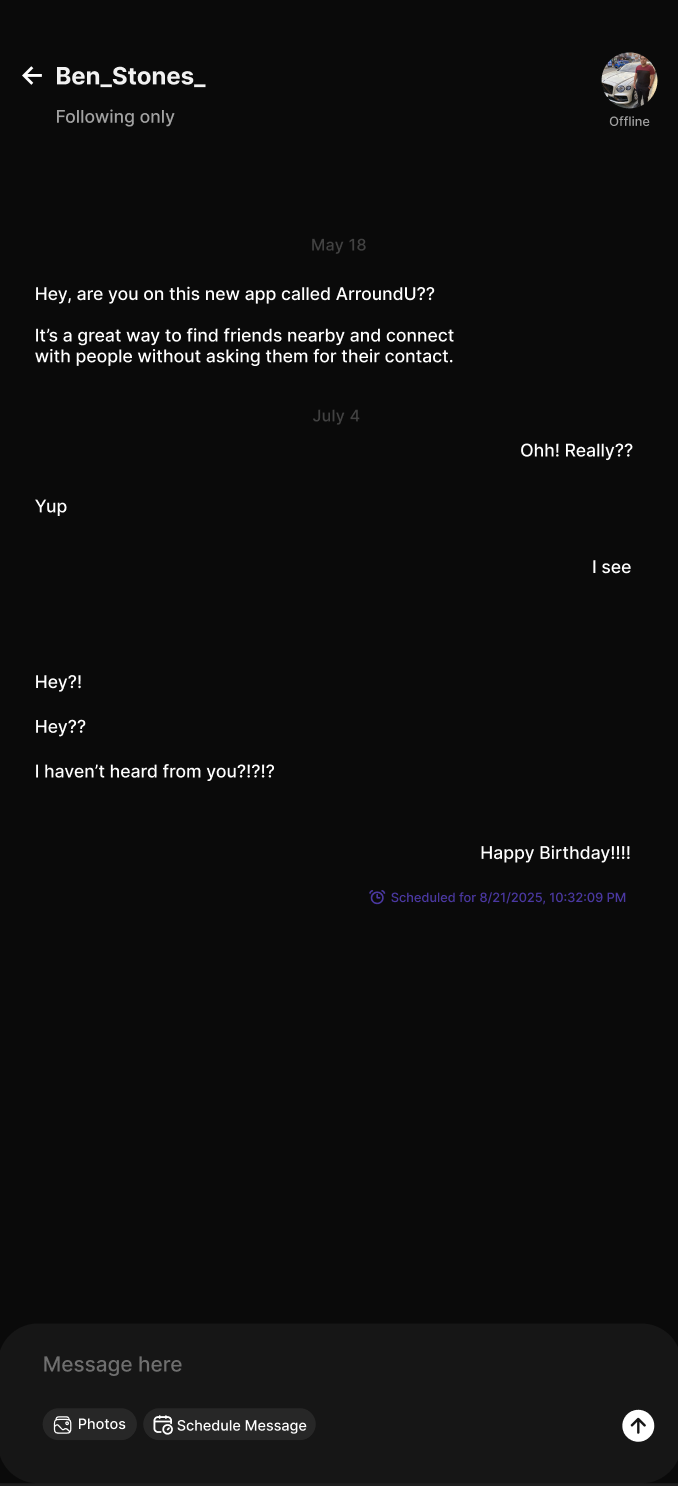 Ben_Stones_
Following only
Offline
May 18
Hey, are you on this new app called ArroundU??
It’s a great way to find friends nearby and connect
with people without asking them for their contact.
July 4
Ohh! Really??
Yup
I see
Hey?!
Hey??
I haven’t heard from you?!?!?
Happy Birthday!!!!
Scheduled for 8/21/2025, 10:32:09 PM
Message here
Photos
Schedule Message